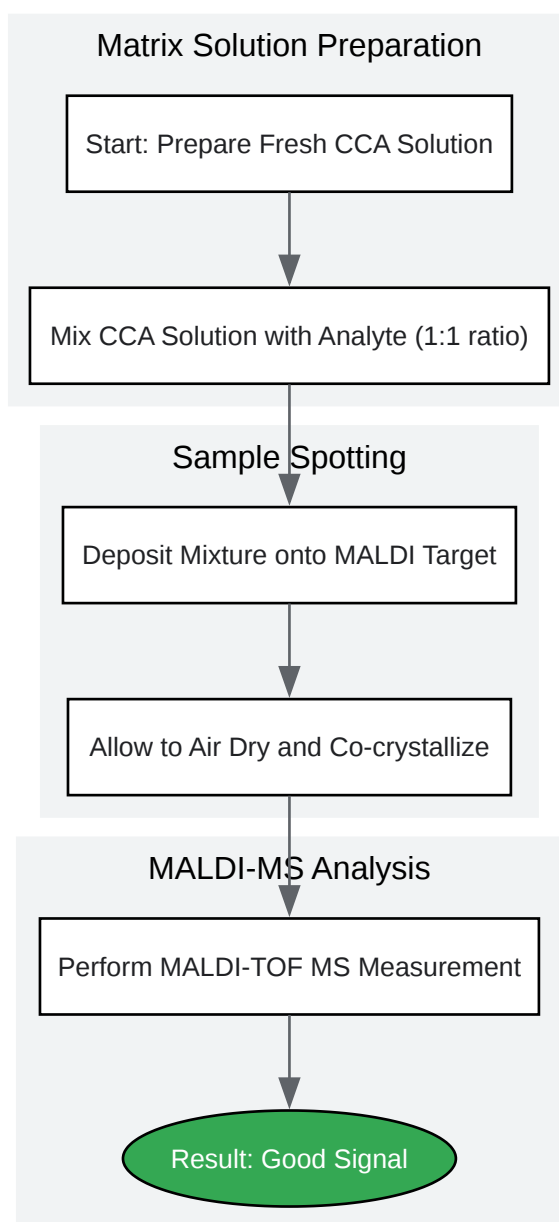 Matrix Solution Preparation
Start: Prepare Fresh CCA Solution
Mix CCA Solution with Analyte (1:1 ratio)
Sample Spotting
Deposit Mixture onto MALDI Target
Allow to Air Dry and Co-crystallize
MALDI-MS Analysis
Perform MALDI-TOF MS Measurement
Result: Good Signal